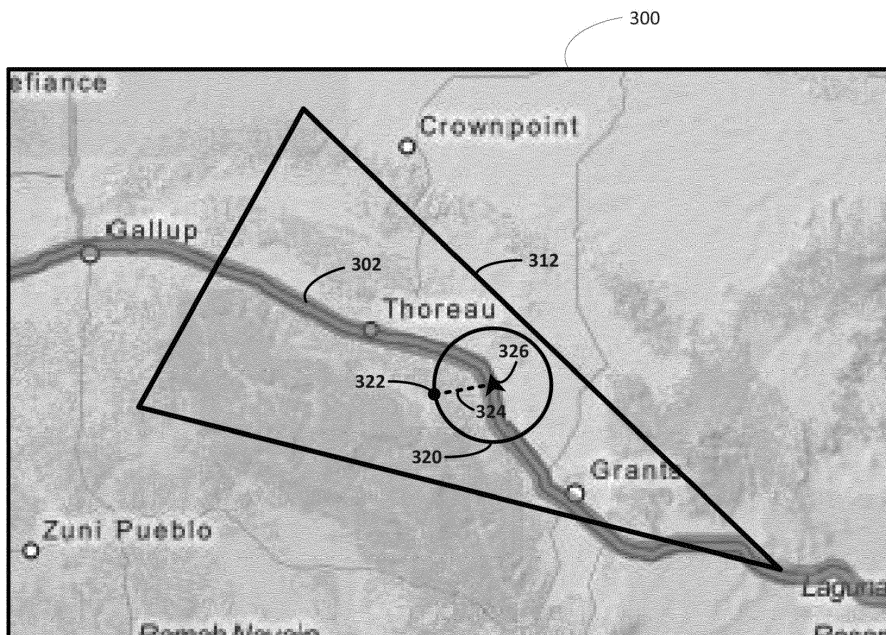 300
efiance
Crownpoint
Gallup
312
302
Thoreau
326
322
324
320
Grants
Zuni Pueblo
Laguna